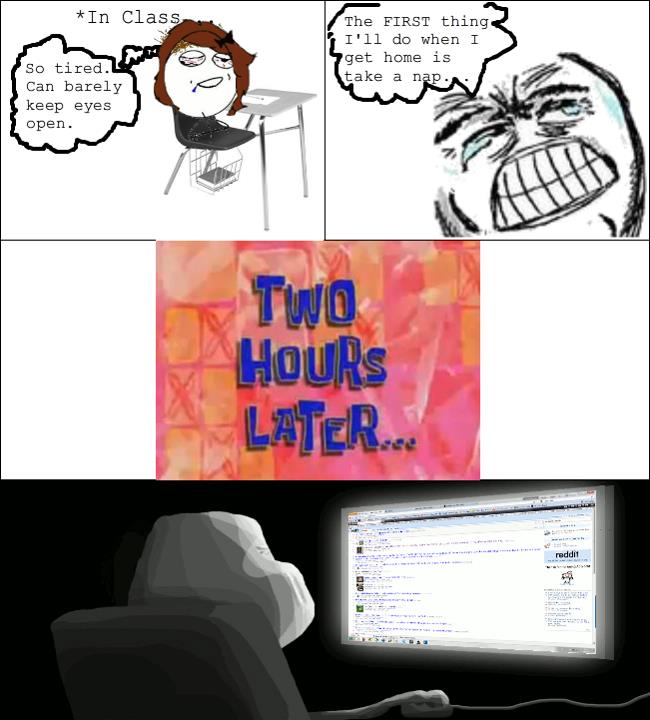 *In Class...
So tired..
Can barely
keep eyes
open.
The FIRST thing
I'll do when I
get home is
take a nap...
TWO
HOURS
LATER...
reddit